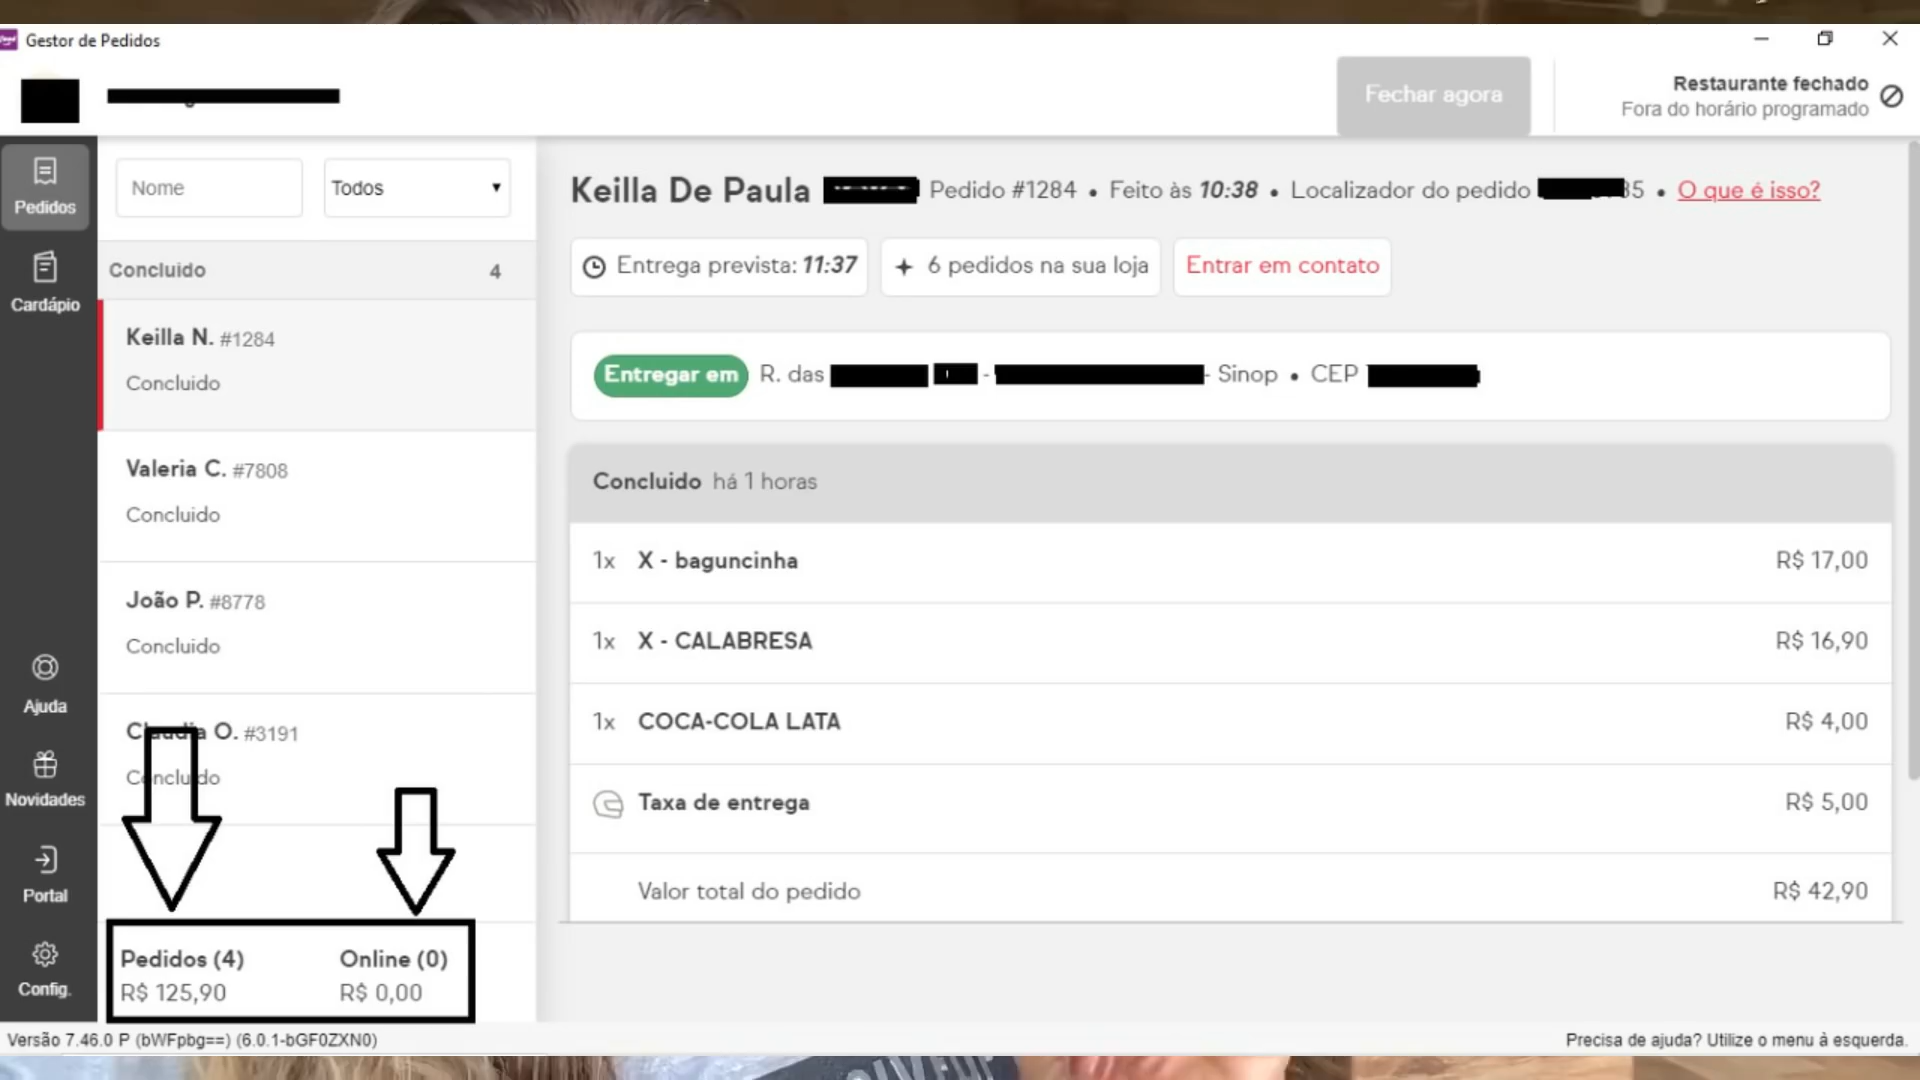 Gestor de Pedidos
Fechar agora
Restaurante fechado
Fora do horário programado
Pedidos
Cardápio
Ajuda
Novidades
Portal
Config.
Nome
Todos
Concluido 4
Keilla N. #1284
Concluido
Valeria C. #7808
Concluido
João P. #8778
Concluido
Claudia O. #3191
Concluido
Pedidos (4) Online (0)
R$ 125,90 R$ 0,00
Keilla De Paula Pedido #1284 • Feito às 10:38 • Localizador do pedido 35 • O que é isso?
Entrega prevista: 11:37 6 pedidos na sua loja Entrar em contato
Entregar em R. das - - Sinop • CEP
Concluido há 1 horas
1x X - baguncinha R$ 17,00
1x X - CALABRESA R$ 16,90
1x COCA-COLA LATA R$ 4,00
Taxa de entrega R$ 5,00
Valor total do pedido R$ 42,90
Versão 7.46.0 P (bWFpbg==) (6.0.1-bGF0ZXN0)
Precisa de ajuda? Utilize o menu à esquerda.